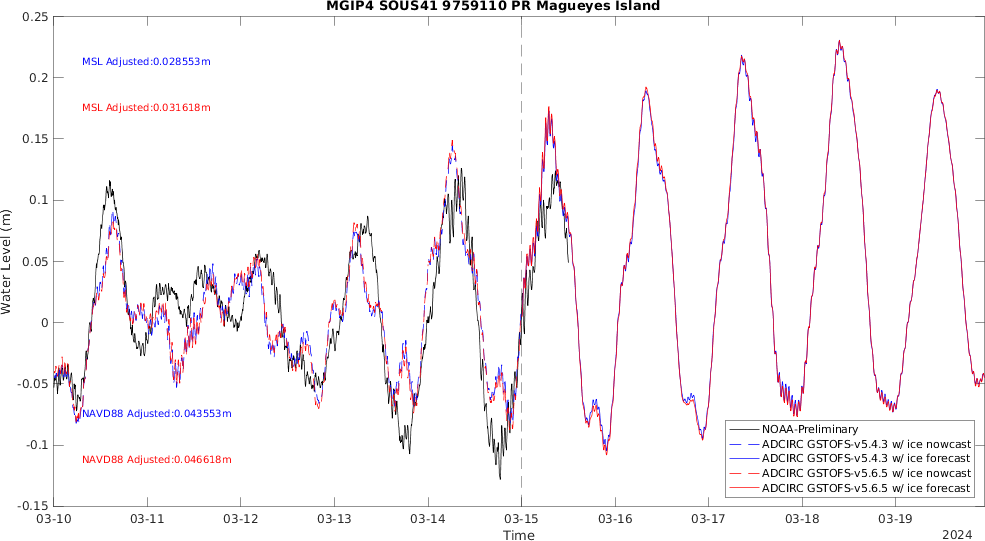 MGIP4 SOUS41 9759110 PR Magueyes Island
0.25
0.2
0.15
0.1
0.05
0
-0.05
-0.1
-0.15
Water Level (m)
MSL Adjusted:0.028553m
MSL Adjusted:0.031618m
NAVD88 Adjusted:0.043553m
NAVD88 Adjusted:0.046618m
NOAA-Preliminary
ADCIRC GSTOFS-v5.4.3 w/ ice nowcast
ADCIRC GSTOFS-v5.4.3 w/ ice forecast
ADCIRC GSTOFS-v5.6.5 w/ ice nowcast
ADCIRC GSTOFS-v5.6.5 w/ ice forecast
03-10 03-11 03-12 03-13 03-14 03-15 03-16 03-17 03-18 03-19
Time
2024